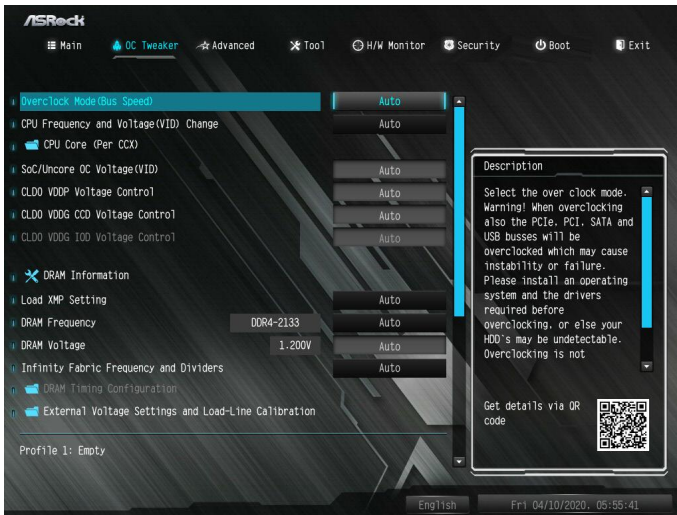 ASRock
Main OC Tweaker Advanced Tool H/W Monitor Security Boot Exit
Overclock Mode(Bus Speed) Auto
CPU Frequency and Voltage(VID) Change Auto
CPU Core (Per CCX)
SoC/Uncore OC Voltage(VID) Auto
CLDO VDDP Voltage Control Auto
CLDO VDDG CCD Voltage Control Auto
CLDO VDDG IOD Voltage Control Auto
DRAM Information
Load XMP Setting Auto
DRAM Frequency DDR4-2133 Auto
DRAM Voltage 1.200V Auto
Infinity Fabric Frequency and Dividers Auto
DRAM Timing Configuration
External Voltage Settings and Load-Line Calibration
Profile 1: Empty
Description
Select the over clock mode.
Warning! When overclocking
also the PCIe, PCI, SATA and
USB busses will be
overclocked which may cause
instability or failure.
Please install an operating
system and the drivers
required before
overclocking, or else your
HDD`s may be undetectable.
Overclocking is not
Get details via QR
code
English
Fri 04/10/2020, 05:55:41